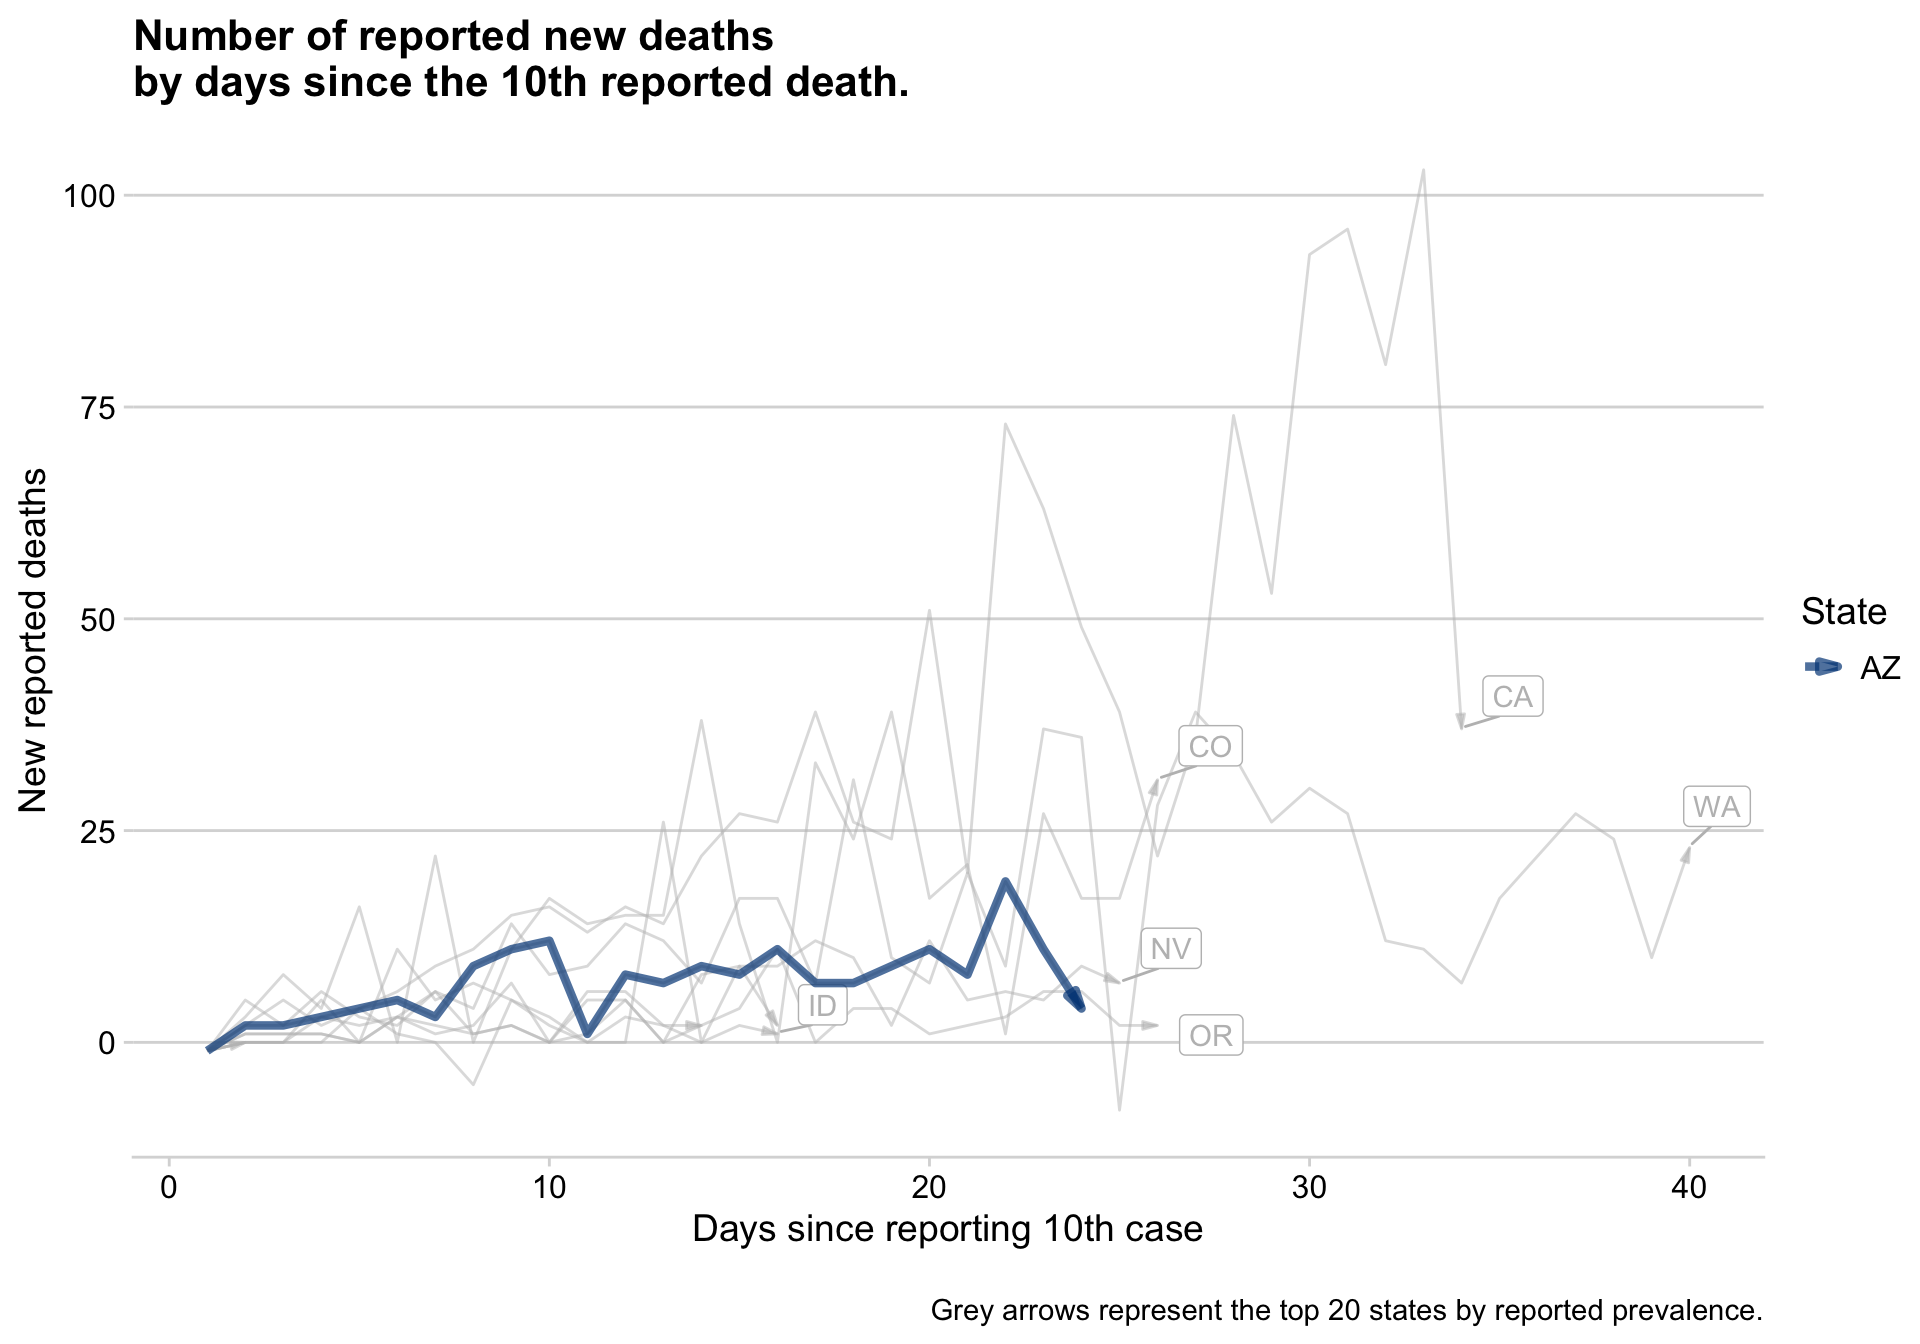 Number of reported new deaths
by days since the 10th reported death.
New reported deaths
100
75
50
25
0
CA
CO
WA
NV
ID
OR
State
AZ
0 10 20 30 40
Days since reporting 10th case
Grey arrows represent the top 20 states by reported prevalence.